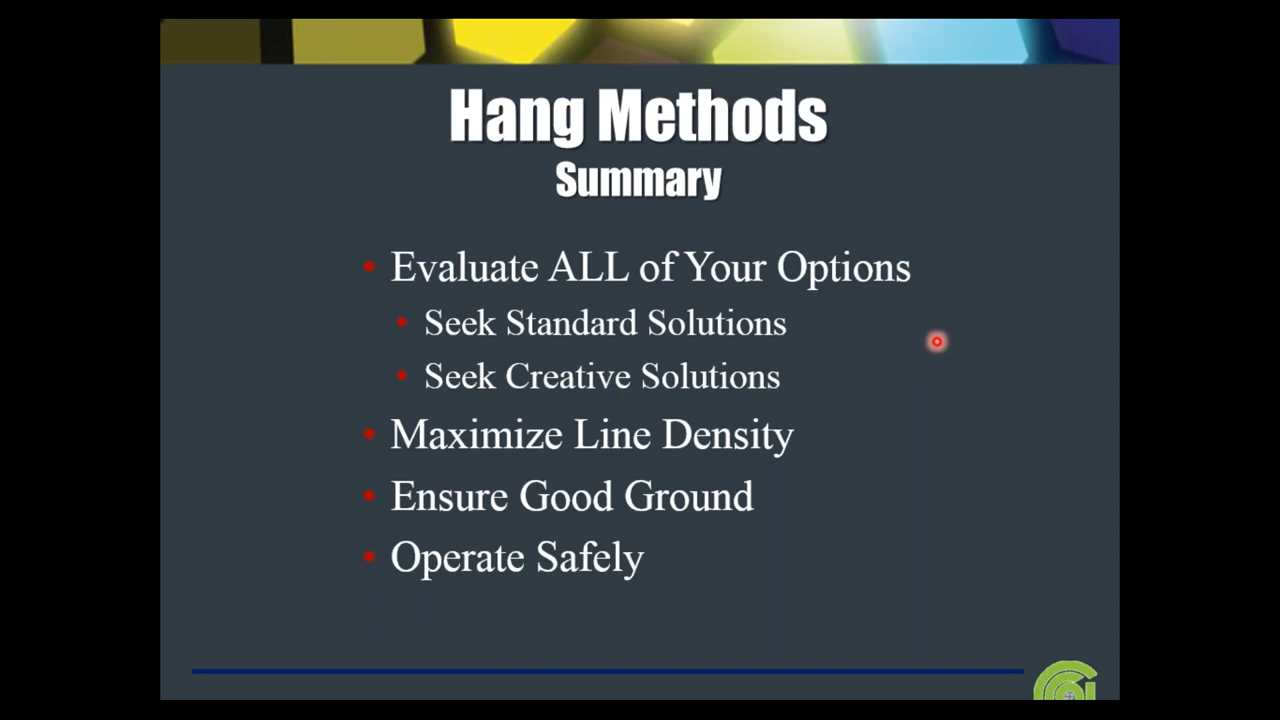 Hang Methods
Summary
Evaluate ALL of Your Options
Seek Standard Solutions
Seek Creative Solutions
Maximize Line Density
Ensure Good Ground
Operate Safely